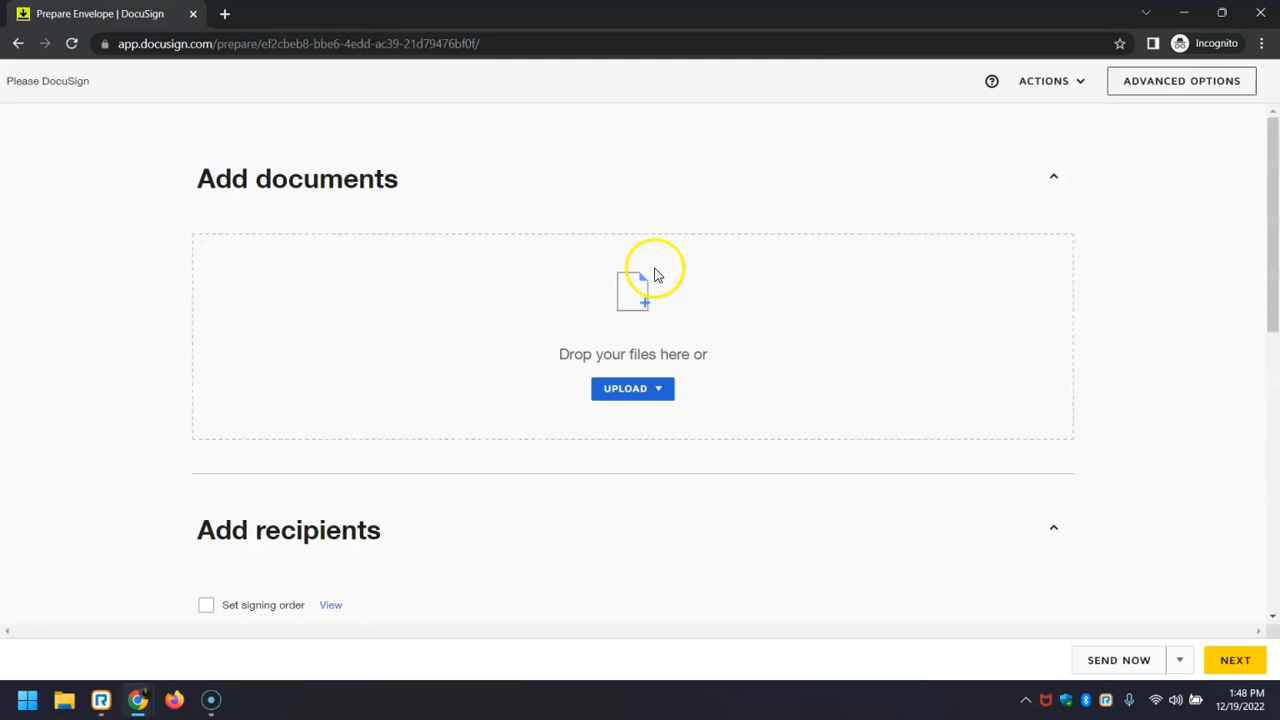 Prepare Envelope | DocuSign
app.docusign.com/prepare/ef2cbeb8-bbe6-4edd-ac39-21d79476bf0f/
Incognito
Please DocuSign
ACTIONS
ADVANCED OPTIONS
Add documents
Drop your files here or
UPLOAD
Add recipients
Set signing order View
SEND NOW
NEXT
1:48 PM
12/19/2022